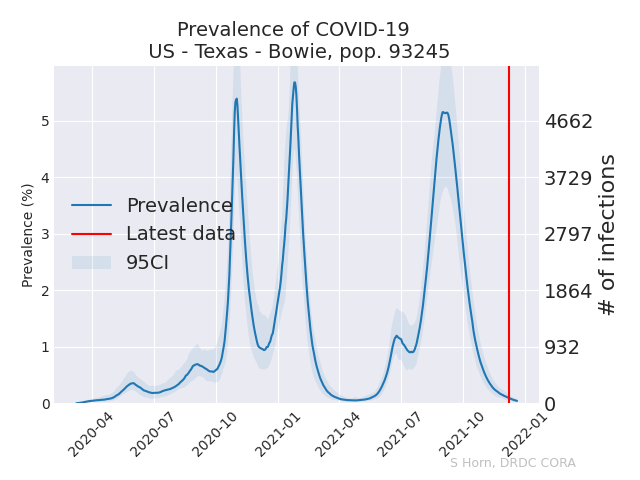 Prevalence of COVID-19
US - Texas - Bowie, pop. 93245
Prevalence (%)
5
4
3
2
1
0
4662
3729
2797
1864
932
0
# of infections
Prevalence
Latest data
95CI
2020-04
2020-07
2020-10
2021-01
2021-04
2021-07
2021-10
2022-01
S Horn, DRDC CORA